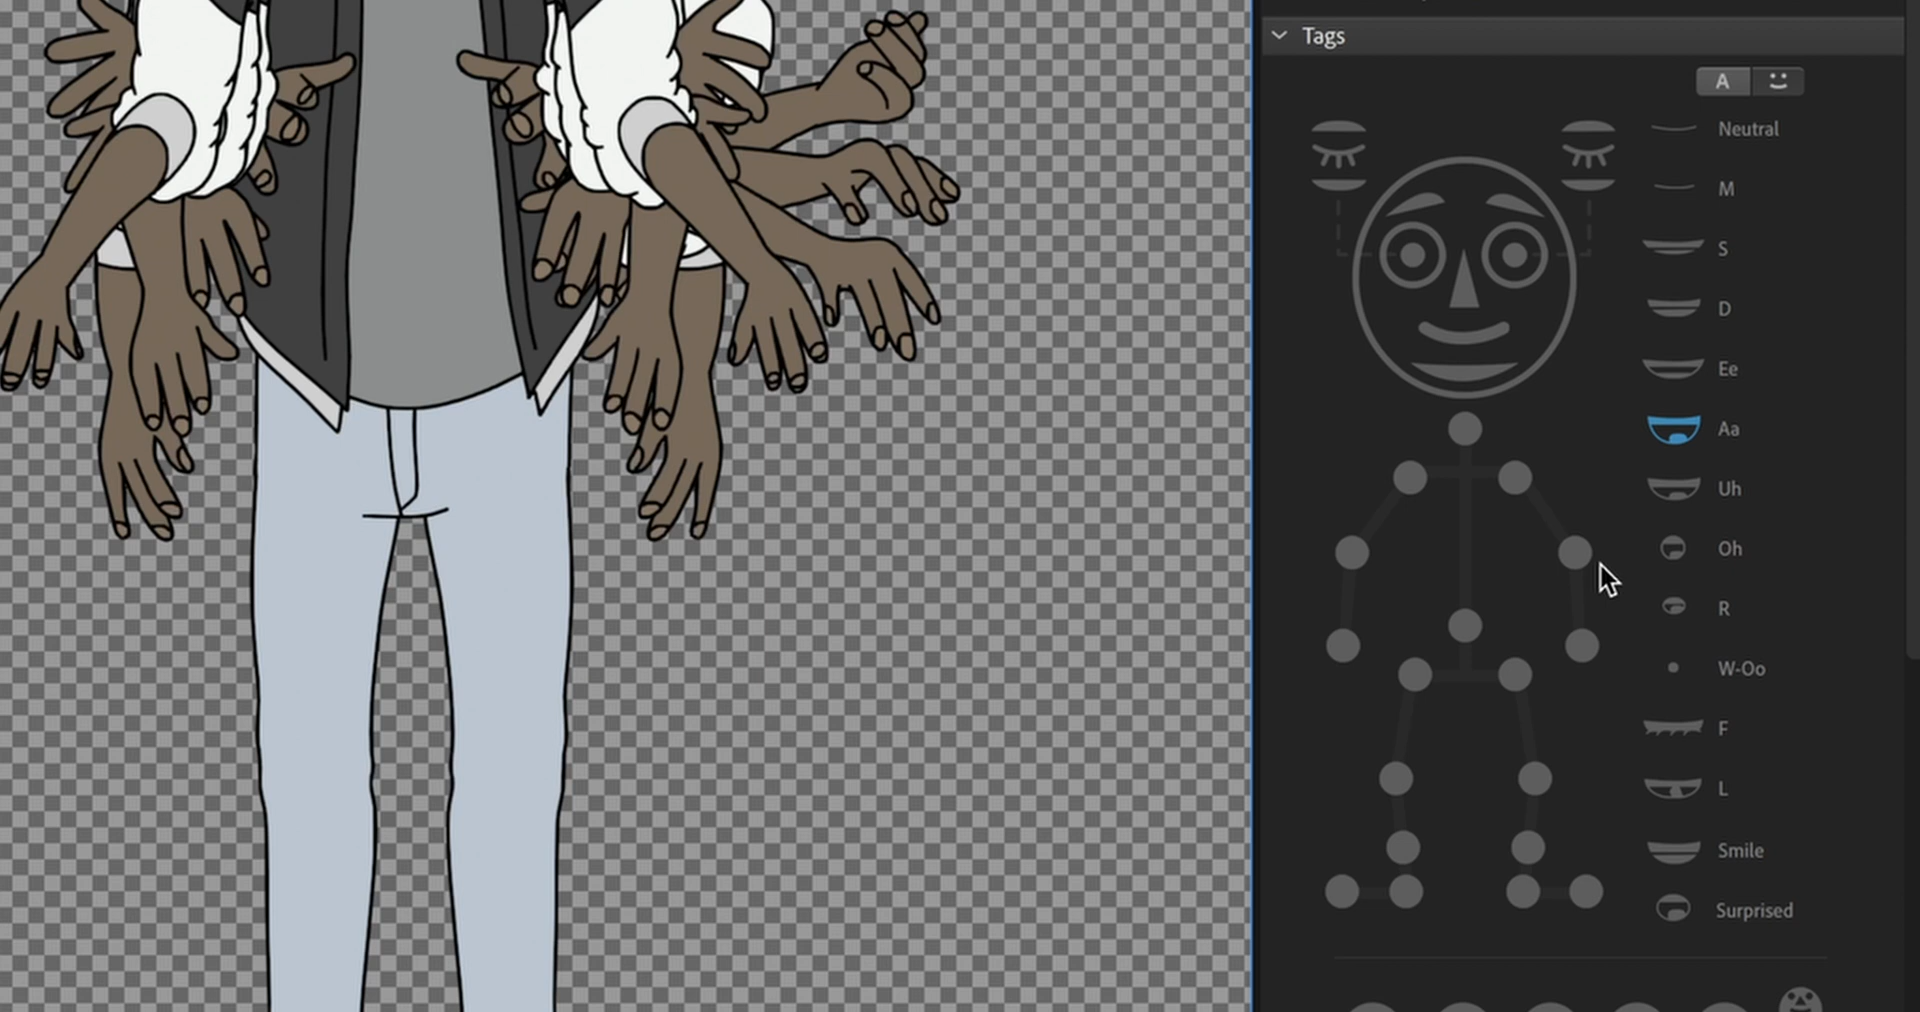 Tags
A
Neutral
M
S
D
Ee
Aa
Uh
Oh
R
W-Oo
F
L
Smile
Surprised